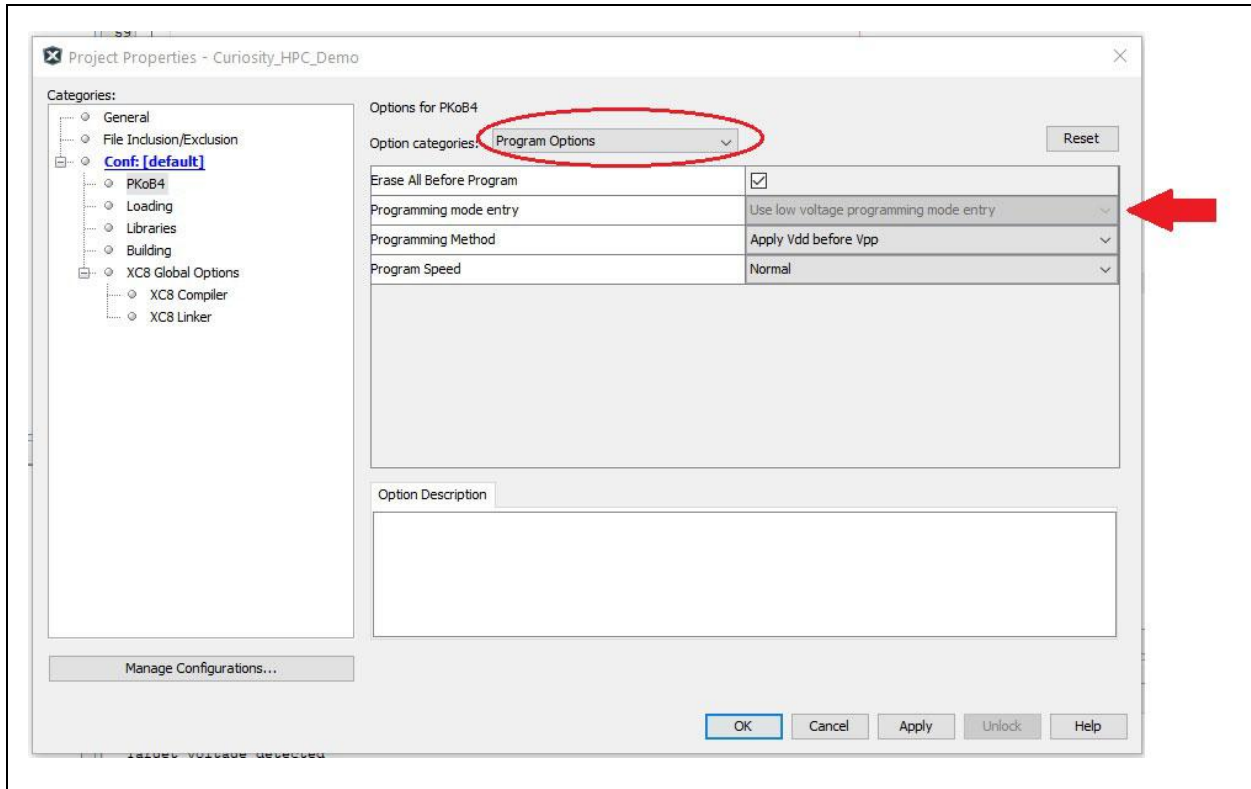 59
Project Properties - Curiosity_HPC_Demo
Categories:
General
File Inclusion/Exclusion
Conf: [default]
PKoB4
Loading
Libraries
Building
XC8 Global Options
XC8 Compiler
XC8 Linker
Manage Configurations...
Options for PKoB4
Option categories: Program Options
Reset
Erase All Before Program
Programming mode entry Use low voltage programming mode entry
Programming Method Apply Vdd before Vpp
Program Speed Normal
Option Description
OK Cancel Apply Unlock Help
Target voltage detected